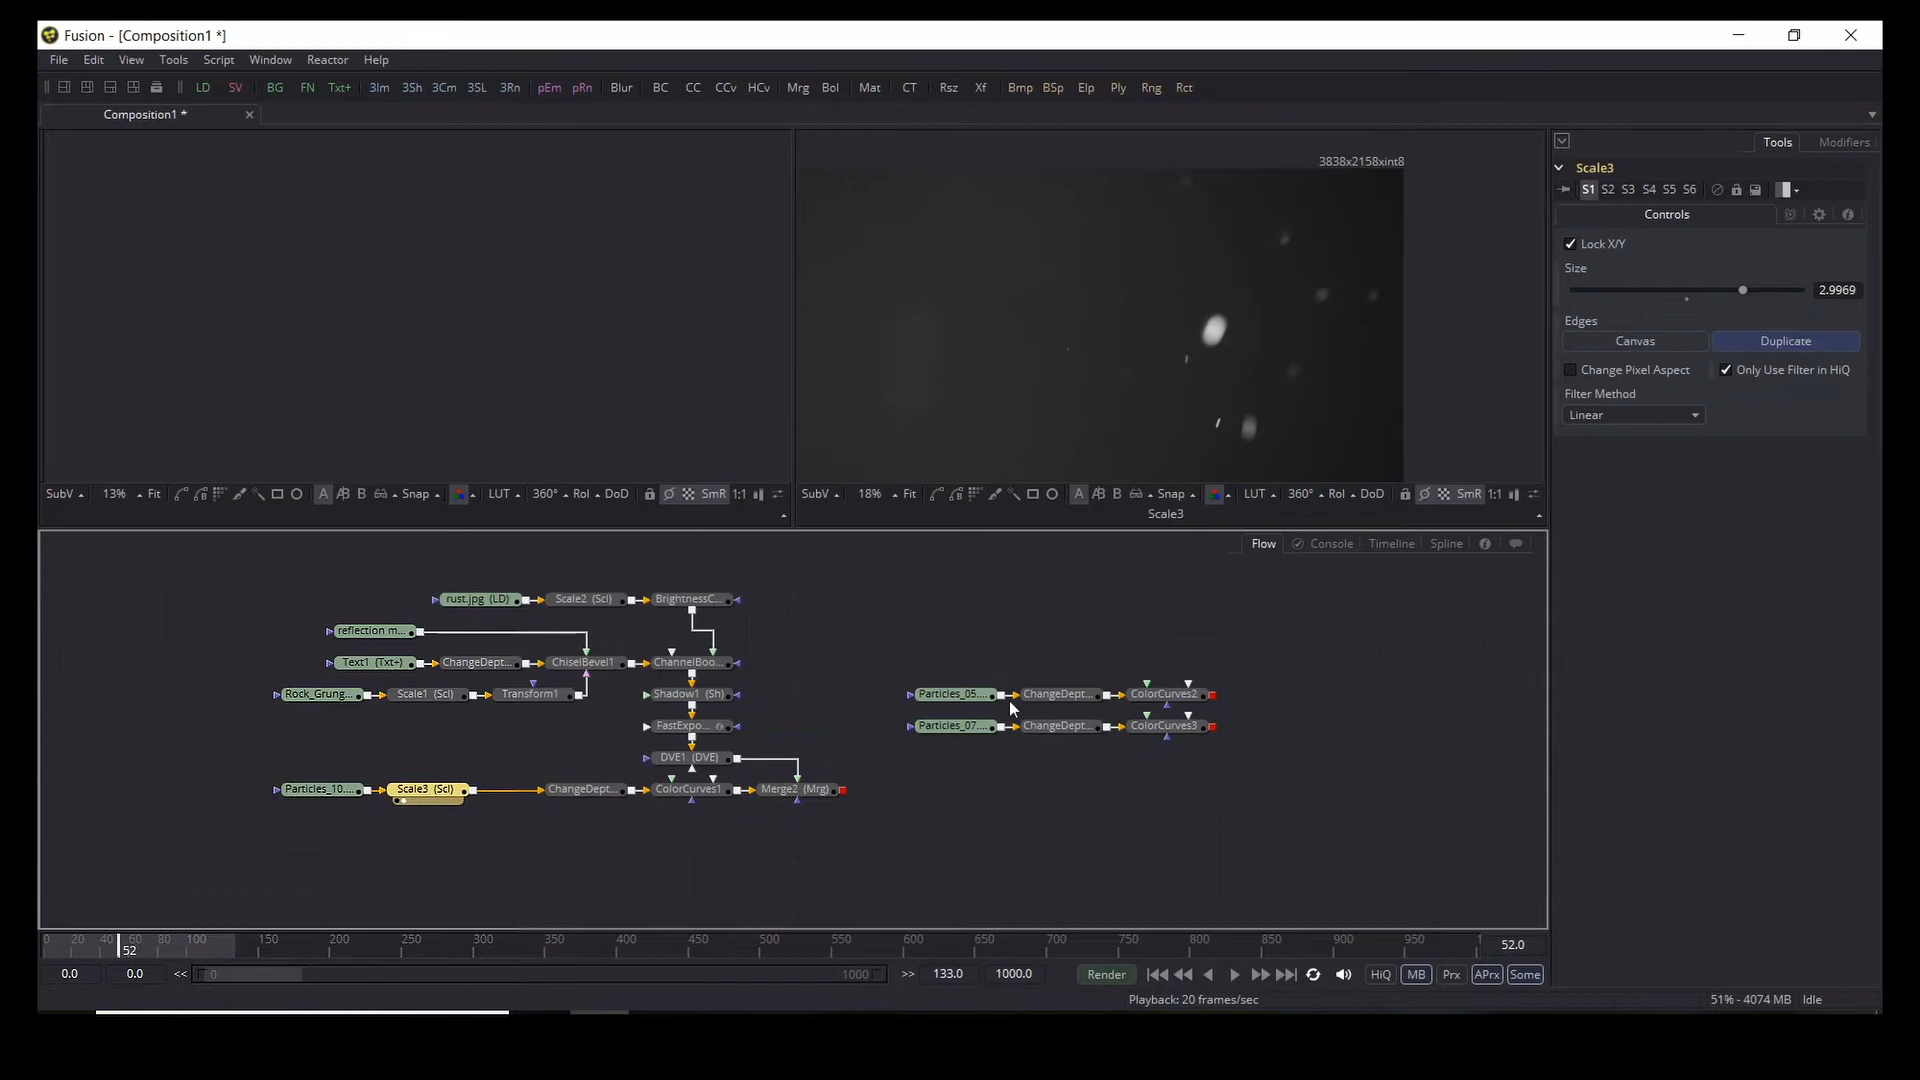 Fusion - [Composition1 *]
File Edit View Tools Script Window Reactor Help
LD SV BG FN Txt+ 3Im 3Sh 3Cm 3SL 3Rn pEm pRn Blur BC CC CCv HCv Mrg Bol Mat CT Rsz Xf Bmp BSp Elp Ply Rng Rct
Composition1 *
Tools Modifiers
3838x2158xint8
Scale3
S1 S2 S3 S4 S5 S6
Controls
Lock X/Y
Size
2.9969
Edges
Canvas Duplicate
Change Pixel Aspect Only Use Filter in HiQ
Filter Method
Linear
SubV 13% Fit A B Snap LUT 360° RoI DoD SmR 1:1
SubV 18% Fit A B Snap LUT 360° RoI DoD SmR 1:1
Scale3
Flow Console Timeline Spline
rust.jpg (LD) Scale2 (Scl) BrightnessC...
reflection m...
Text1 (Txt+) ChangeDept... ChiselBevel1 ChannelBoo...
Rock_Grung... Scale1 (Scl) Transform1 Shadow1 (Sh) Particles_05.... ChangeDept... ColorCurves2
FastExpo... Particles_07.... ChangeDept... ColorCurves3
DVE1 (DVE)
Particles_10.... Scale3 (Scl) ChangeDept... ColorCurves1 Merge2 (Mrg)
0 20 40 60 80 100 150 200 250 300 350 400 450 500 550 600 650 700 750 800 850 900 950 1
52 52.0
0.0 0.0 << 0 1000 >> 133.0 1000.0 Render HiQ MB Prx APrx Some
Playback: 20 frames/sec 51% - 4074 MB Idle